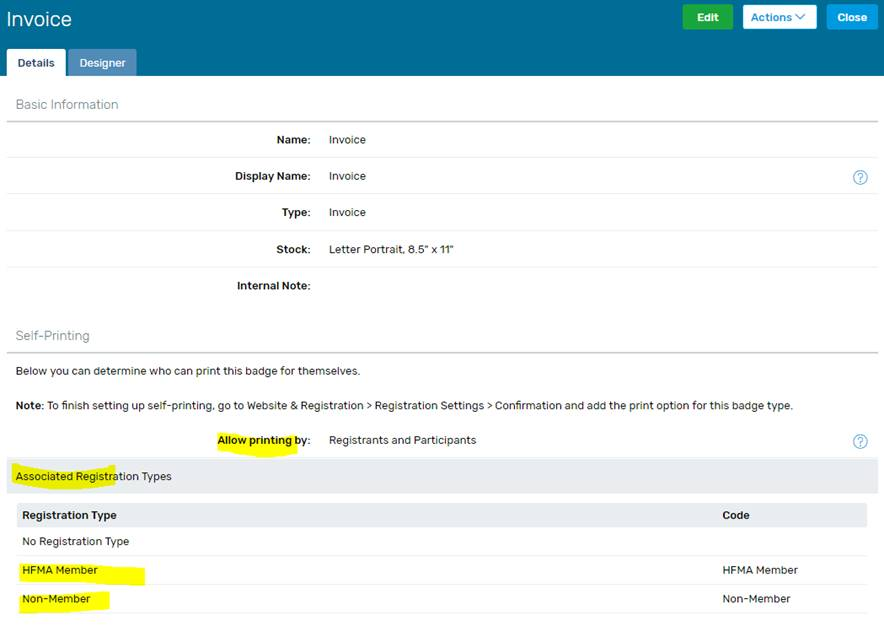 Invoice
Edit
Actions
Close
Details
Designer
Basic Information
Name: Invoice
Display Name: Invoice
Type: Invoice
Stock: Letter Portrait, 8.5" x 11"
Internal Note:
Self-Printing
Below you can determine who can print this badge for themselves.
Note: To finish setting up self-printing, go to Website & Registration > Registration Settings > Confirmation and add the print option for this badge type.
Allow printing by: Registrants and Participants
Associated Registration Types
Registration Type Code
No Registration Type
HFMA Member HFMA Member
Non-Member Non-Member